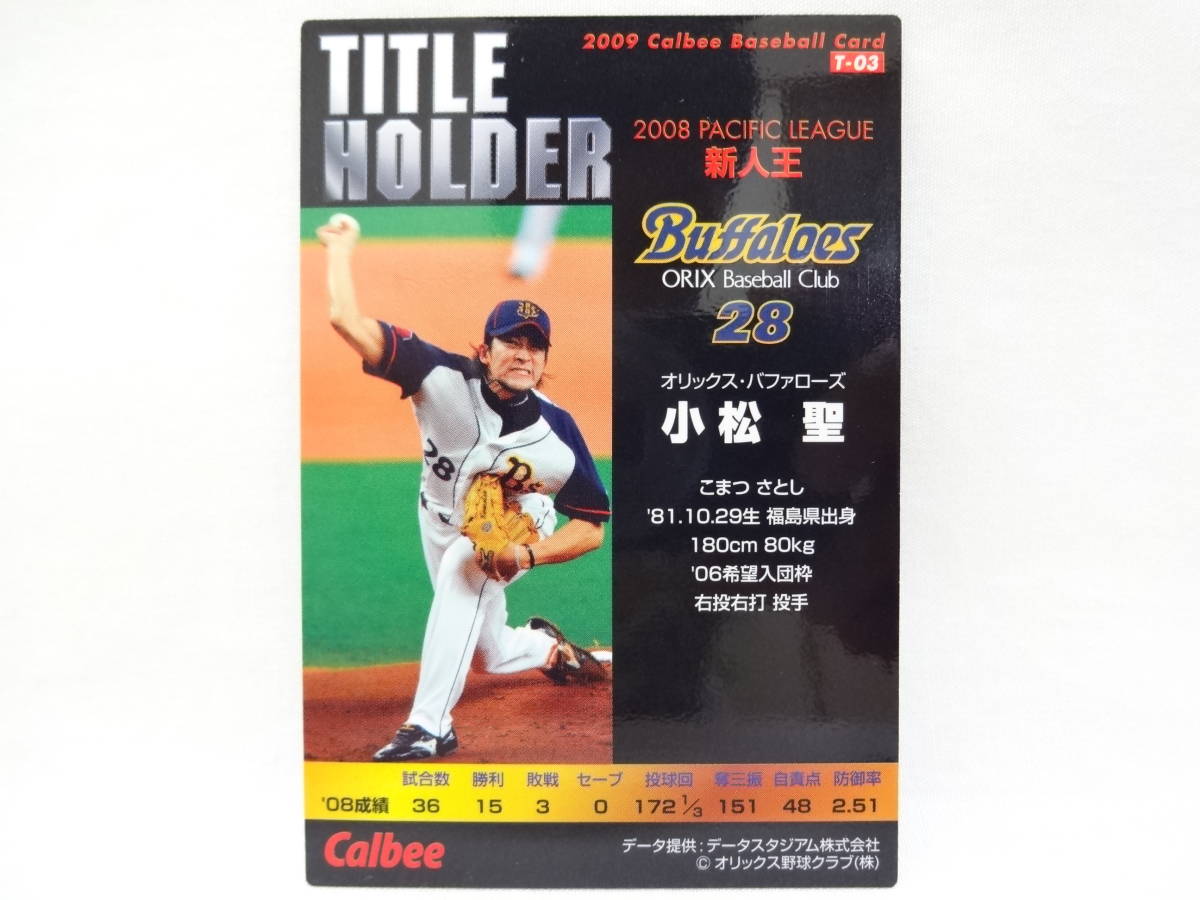 TITLE
HOLDER
2009 Calbee Baseball Card
T-03
2008 PACIFIC LEAGUE
新人王
Buffaloes
ORIX Baseball Club
28
オリックス・バファローズ
小松 聖
こまつ さとし
'81.10.29生 福島県出身
180cm 80kg
'06希望入団枠
右投右打 投手
28
Bs
試合数 勝利 敗戦 セーブ 投球回 奪三振 自責点 防御率
'08成績 36 15 3 0 172 1/3 151 48 2.51
Calbee
データ提供:データスタジアム株式会社
© オリックス野球クラブ(株)